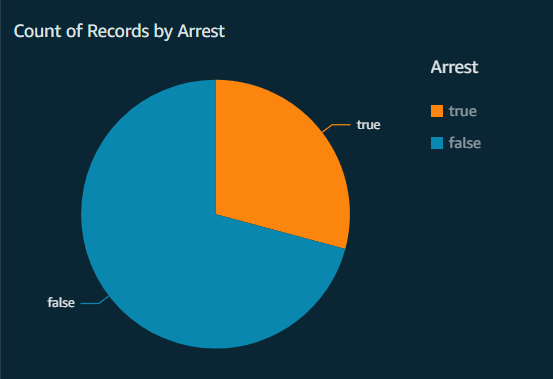 Count of Records by Arrest
Arrest
true
false
true
false